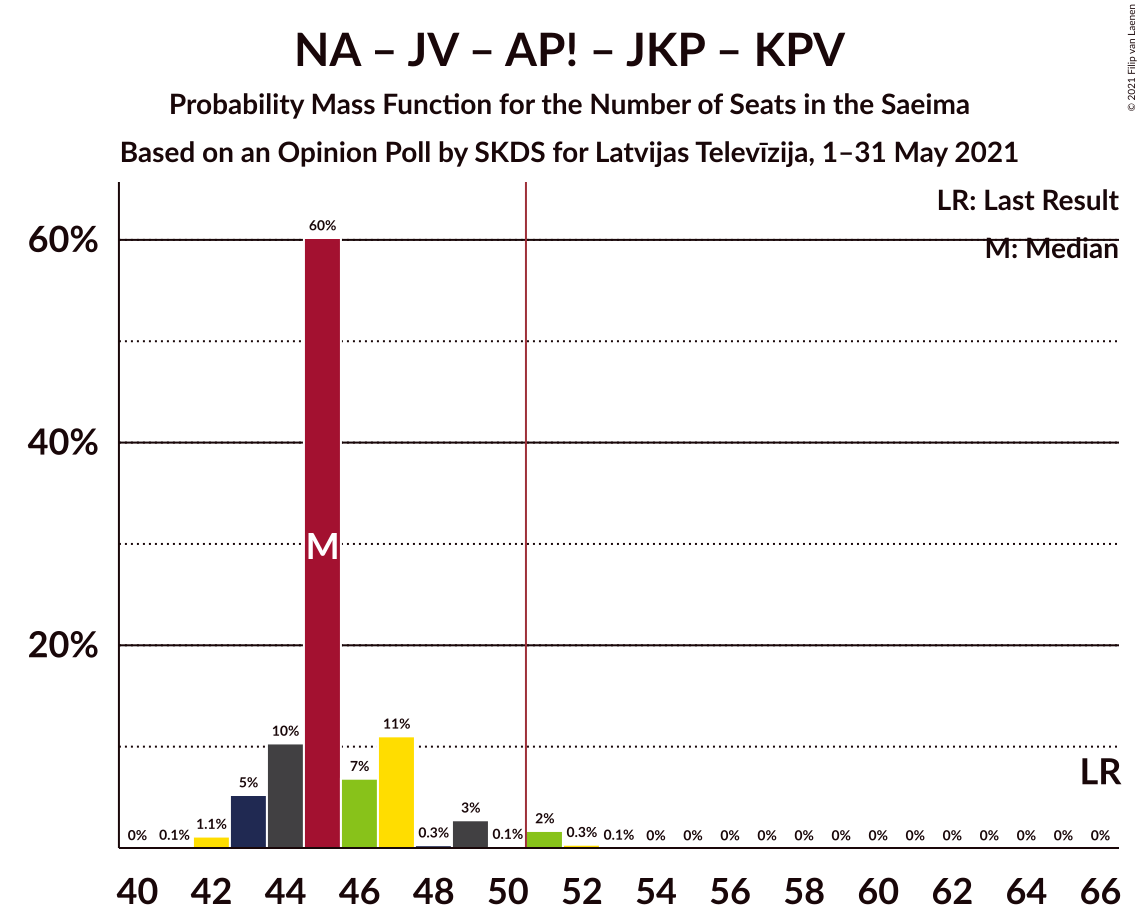 NA – JV – AP! – JKP – KPV
Probability Mass Function for the Number of Seats in the Saeima
Based on an Opinion Poll by SKDS for Latvijas Televīzija, 1–31 May 2021
© 2021 Filip van Laenen
LR: Last Result
M: Median
60%
40%
20%
0% 0.1% 1.1% 5% 10% 60% 7% 11% 0.3% 3% 0.1% 2% 0.3% 0.1% 0% 0% 0% 0% 0% 0% 0% 0% 0% 0% 0% 0% 0%
M
LR
40 42 44 46 48 50 52 54 56 58 60 62 64 66